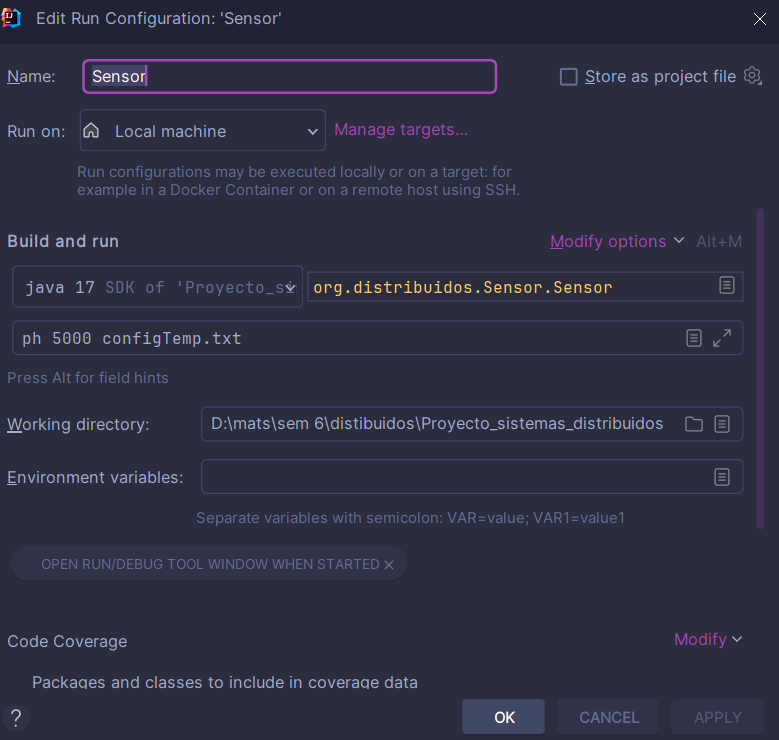 Edit Run Configuration: 'Sensor'
Name: Sensor Store as project file
Run on: Local machine Manage targets...
Run configurations may be executed locally or on a target: for
example in a Docker Container or on a remote host using SSH.
Build and run Modify options Alt+M
java 17 SDK of 'Proyecto_si org.distribuidos.Sensor.Sensor
ph 5000 configTemp.txt
Press Alt for field hints
Working directory: D:\mats\sem 6\distibuidos\Proyecto_sistemas_distribuidos
Environment variables:
Separate variables with semicolon: VAR=value; VAR1=value1
OPEN RUN/DEBUG TOOL WINDOW WHEN STARTED
Code Coverage Modify
Packages and classes to include in coverage data
? OK CANCEL APPLY